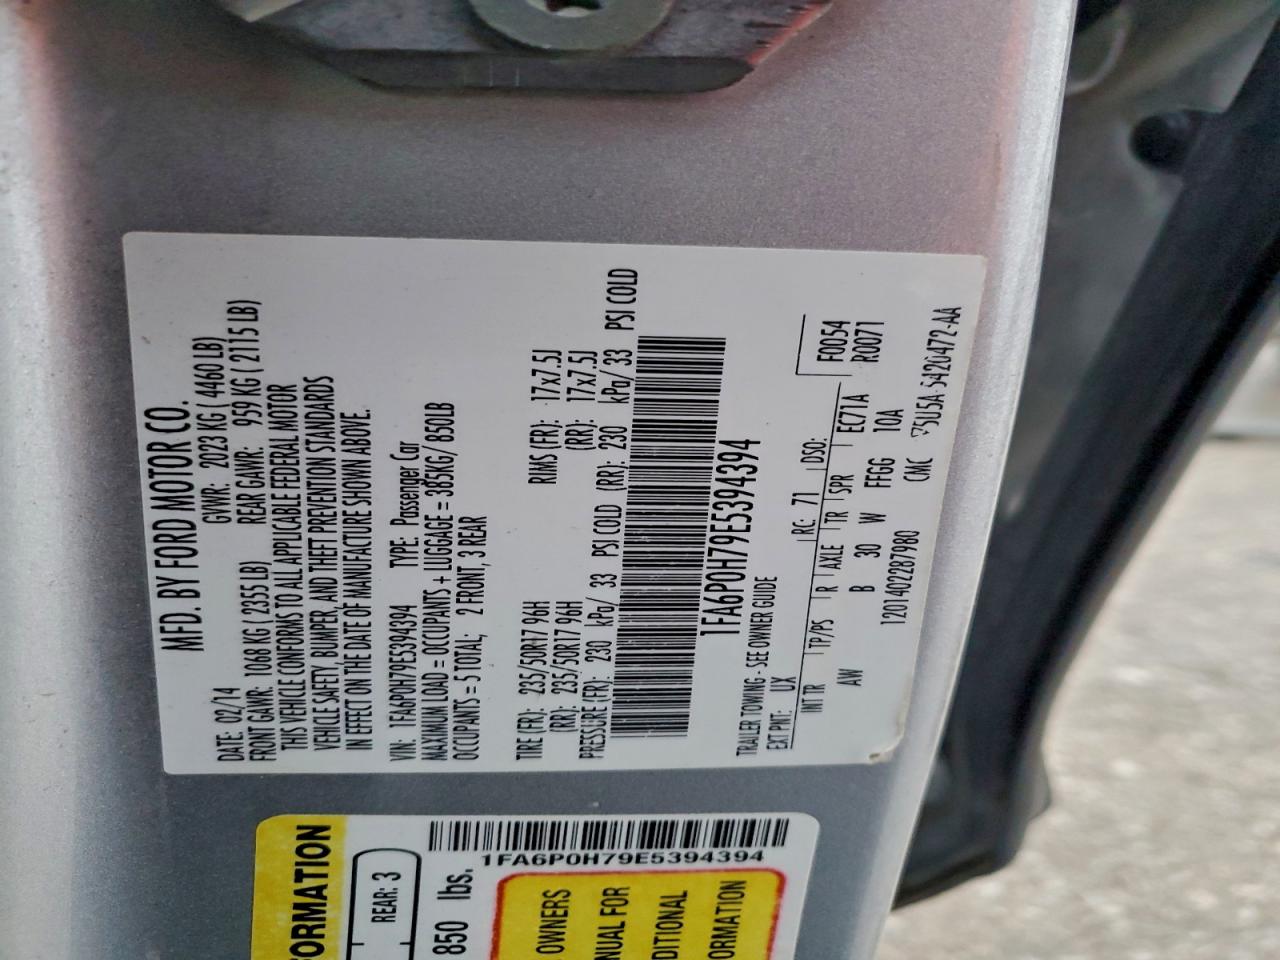 MFD. BY FORD MOTOR CO.
DATE: 02/14 GVWR: 2023 KG ( 4460 LB)
FRONT GAWR: 1068 KG ( 2355 LB) REAR GAWR: 959 KG ( 2115 LB)
THIS VEHICLE CONFORMS TO ALL APPLICABLE FEDERAL MOTOR
VEHICLE SAFETY, BUMPER, AND THEFT PREVENTION STANDARDS
IN EFFECT ON THE DATE OF MANUFACTURE SHOWN ABOVE.
VIN: 1FA6P0H79E5394394 TYPE: Passenger Car
MAXIMUM LOAD = OCCUPANTS + LUGGAGE = 385KG/ 850LB
OCCUPANTS = 5 TOTAL; 2 FRONT, 3 REAR
TIRE (FR): 235/50R17 96H RIMS (FR): 17x7.5J
(RR): 235/50R17 96H (RR): 17x7.5J
PRESSURE (FR): 230 kPa/ 33 PSI COLD (RR): 230 kPa/ 33 PSI COLD
1FA6P0H79E5394394
TRAILER TOWING - SEE OWNER GUIDE
EXT PNT: UX RC: 71 DSO: F0054
R0071
INT TR TP/PS R AXLE TR SPR EC71A
AW B 30 W FFGG 10A
1201402287980 CMC 5U5A-5420472-AA
ORMATION
REAR: 3
850 lbs.
1FA6P0H79E5394394
OWNERS
NUAL FOR
DITIONAL
ORMATION